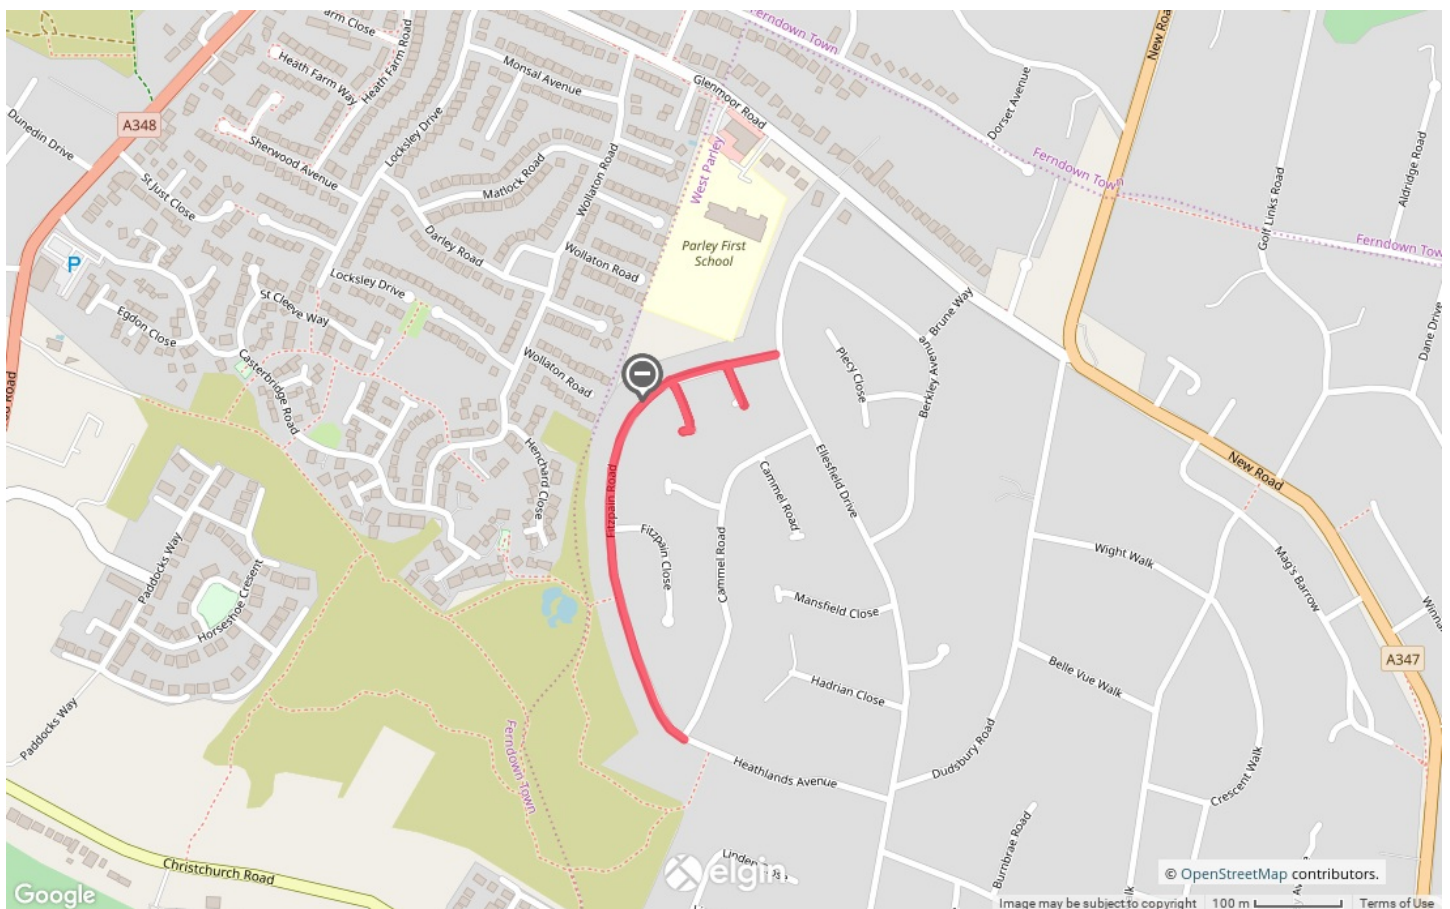 Farm Close
Heath Farm Way
Heath Farm Road
Monsal Avenue
Glenmoor Road
Ferndown Town
New Roa
A348
Dunedin Drive
Sherwood Avenue
Locksley Drive
Matlock Road
Wollaton Road
West Parley
Dorset Avenue
Ferndown Town
Aldridge Road
Golf Links Road
St Just Close
Darley Road
Parley First
School
Ferndown Tow
P
Locksley Drive
Wollaton Road
St Cleeve Way
Egdon Close
Casterbridge Road
Wollaton Road
Brune Way
Berkley Avenue
Plecy Close
Dane Drive
Henchard Close
Fitzpain Road
Cammel Road
Ellesfield Drive
New Road
Fitzpain Close
Cammel Road
Wight Walk
Mag's Barrow
Paddocks Way
Horseshoe Cresent
Mansfield Close
Hadrian Close
Belle Vue Walk
A347
Paddocks Way
Ferndown Town
Heathlands Avenue
Dudsbury Road
Crescent Walk
Burnbrae Road
Christchurch Road
elgin
© OpenStreetMap contributors.
Google
Image may be subject to copyright
100 m
Terms of Use